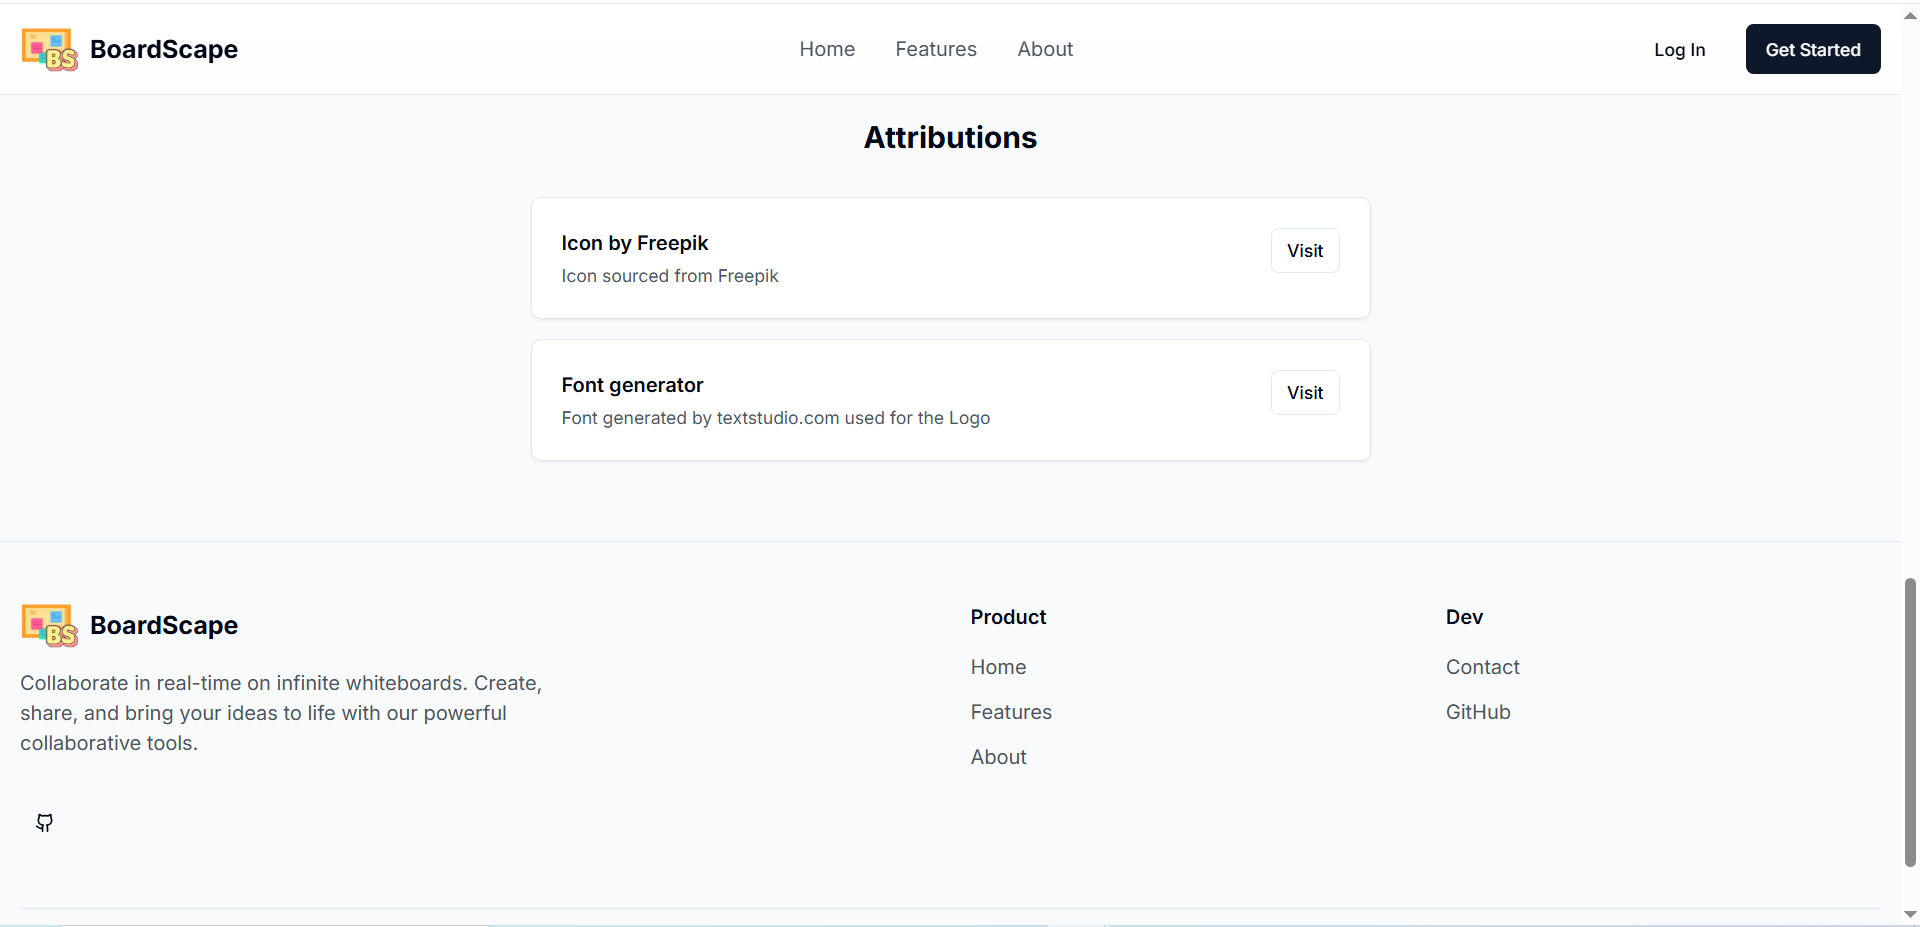 BS BoardScape
Home Features About
Log In Get Started
Attributions
Icon by Freepik
Icon sourced from Freepik
Visit
Font generator
Font generated by textstudio.com used for the Logo
Visit
BS BoardScape
Collaborate in real-time on infinite whiteboards. Create,
share, and bring your ideas to life with our powerful
collaborative tools.
Product
Home
Features
About
Dev
Contact
GitHub